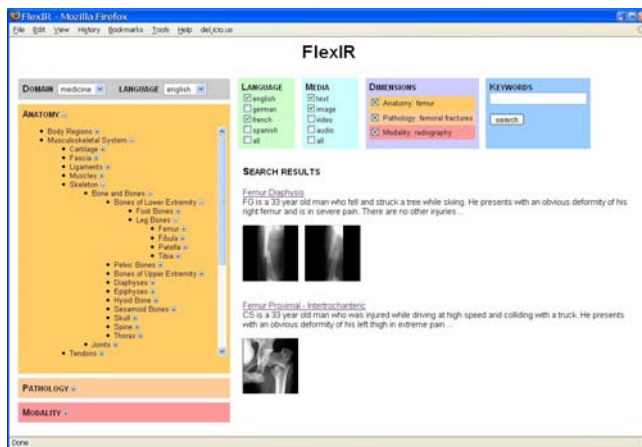 FlexIR - Mozilla Firefox
File Edit View History Bookmarks Tools Help del.icio.us
FlexIR
DOMAIN medicine LANGUAGE english
ANATOMY
Body Regions
Musculoskeletal System
Cartilage
Fascia
Ligaments
Muscles
Skeleton
Bone and Bones
Bones of Lower Extremity
Foot Bones
Leg Bones
Femur
Fibula
Patella
Tibia
Pelvic Bones
Bones of Upper Extremity
Diaphyses
Epiphyses
Hyoid Bone
Sesamoid Bones
Skull
Spine
Thorax
Joints
Tendons
PATHOLOGY
MODALITY
LANGUAGE
english
german
french
spanish
all
MEDIA
text
image
video
audio
all
DIMENSIONS
Anatomy: femur
Pathology: femoral fractures
Modality: radiography
KEYWORDS
search
SEARCH RESULTS
Femur Diaphysis
FG is a 33 year old man who fell and struck a tree while skiing. He presents with an obvious deformity of his
right femur and is in severe pain. There are no other injuries...
Femur Proximal - Intertrochanteric
CS is a 33 year old man who was injured while driving at high speed and colliding with a truck. He presents
with an obvious deformity of his left thigh in extreme pain...
Done